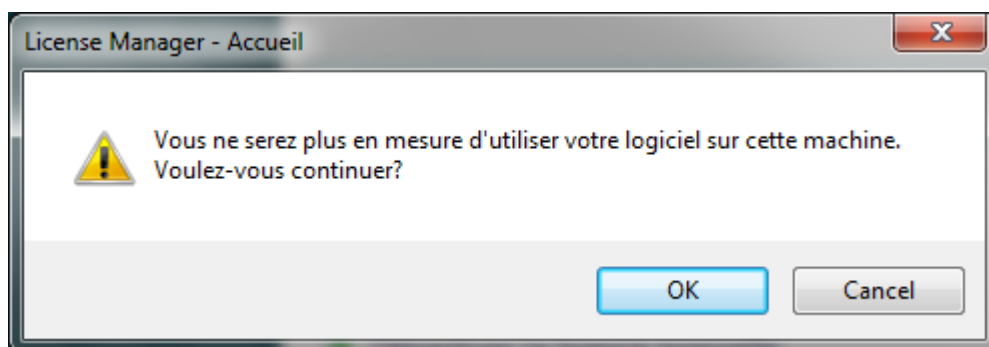 License Manager - Accueil
Vous ne serez plus en mesure d'utiliser votre logiciel sur cette machine.
Voulez-vous continuer?
OK
Cancel